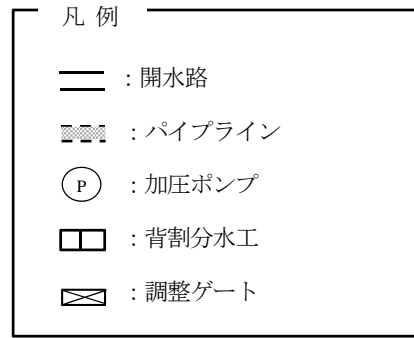 凡 例
：開水路
：パイプライン
P ：加圧ポンプ
：背割分水工
：調整ゲート